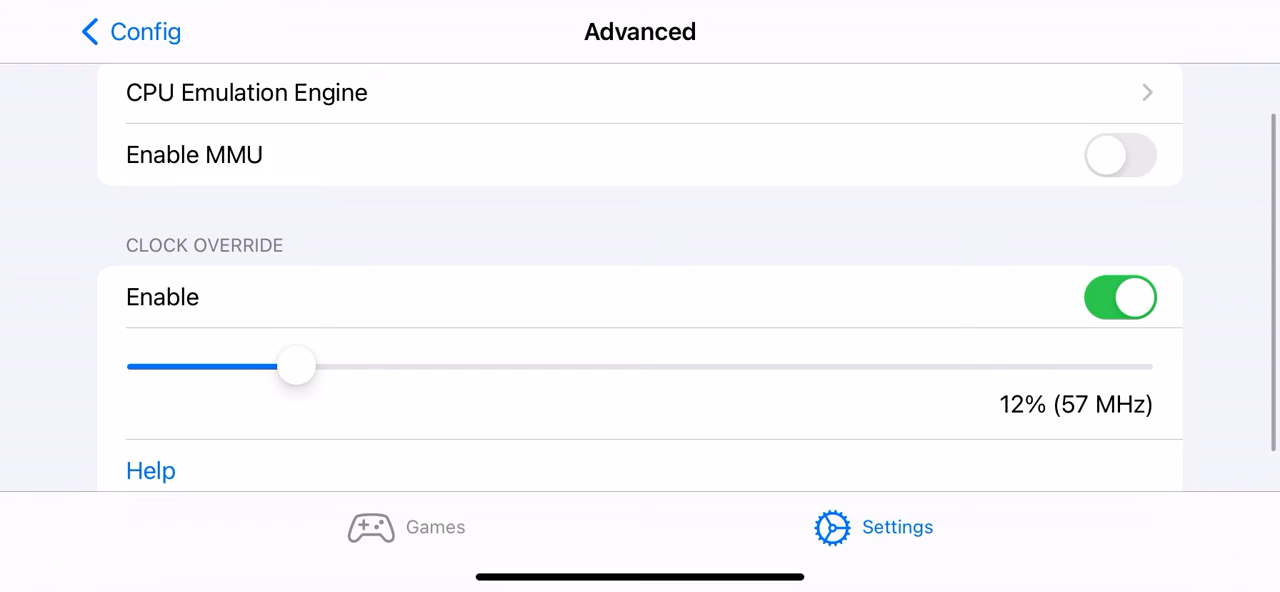 Config
Advanced
CPU Emulation Engine
Enable MMU
CLOCK OVERRIDE
Enable
12% (57 MHz)
Help
Games
Settings